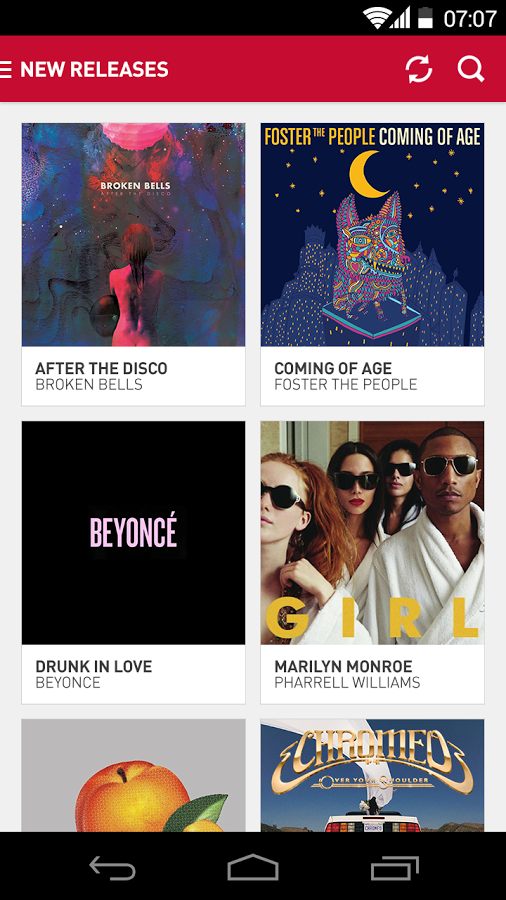 07:07
NEW RELEASES
BROKEN BELLS
AFTER THE DISCO
FOSTER THE PEOPLE COMING OF AGE
AFTER THE DISCO
BROKEN BELLS
COMING OF AGE
FOSTER THE PEOPLE
BEYONCÉ
GIRL
DRUNK IN LOVE
BEYONCE
MARILYN MONROE
PHARRELL WILLIAMS
CHROMEO
OVER YOUR SHOULDER
CHROMEO